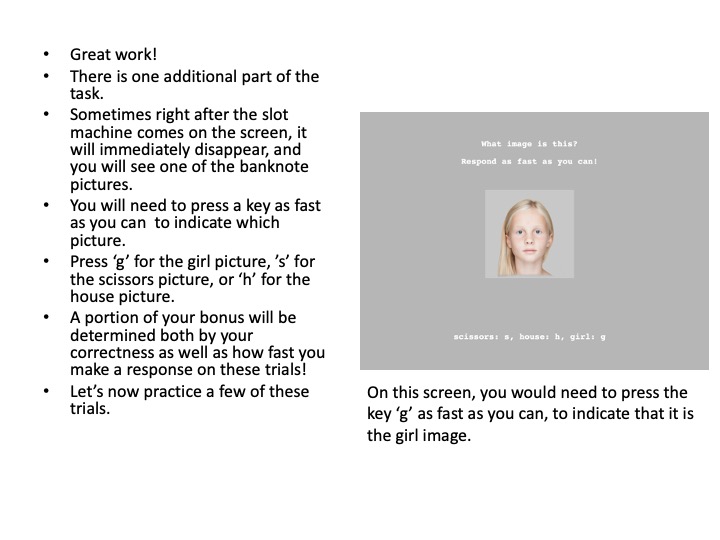 • Great work!
• There is one additional part of the
task.
• Sometimes right after the slot
machine comes on the screen, it
will immediately disappear, and
you will see one of the banknote
pictures.
• You will need to press a key as fast
as you can  to indicate which
picture.
• Press ‘g’ for the girl picture, ’s’ for
the scissors picture, or ‘h’ for the
house picture.
• A portion of your bonus will be
determined both by your
correctness as well as how fast you
make a response on these trials!
• Let’s now practice a few of these
trials.
What image is this?
Respond as fast as you can!
scissors: s, house: h, girl: g
On this screen, you would need to press the
key ‘g’ as fast as you can, to indicate that it is
the girl image.